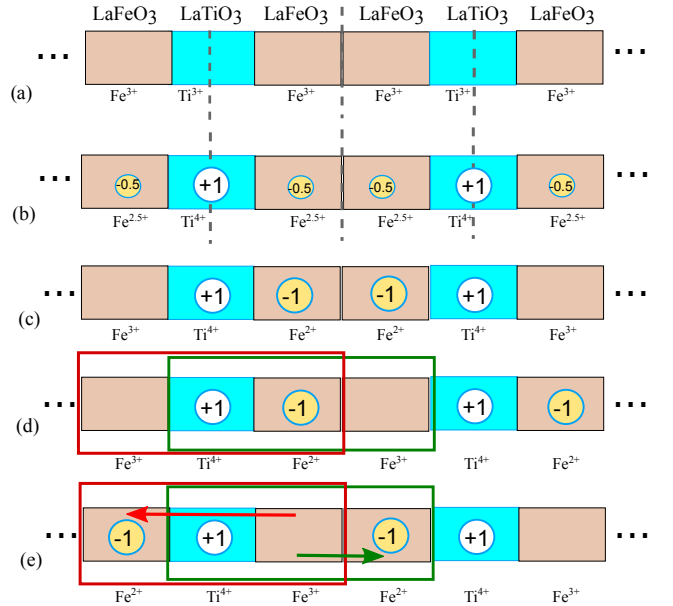 LaFeO₃ LaTiO₃ LaFeO₃ LaFeO₃ LaTiO₃ LaFeO₃
... ...
(a)
Fe³⁺ Ti³⁺ Fe³⁺ Fe³⁺ Ti³⁺ Fe³⁺
... -0.5 +1 -0.5 -0.5 +1 -0.5 ...
(b)
Fe²·⁵⁺ Ti⁴⁺ Fe²·⁵⁺ Fe²·⁵⁺ Ti⁴⁺ Fe²·⁵⁺
... +1 -1 -1 +1 ...
(c)
Fe³⁺ Ti⁴⁺ Fe²⁺ Fe²⁺ Ti⁴⁺ Fe³⁺
... +1 -1 +1 -1 ...
(d)
Fe³⁺ Ti⁴⁺ Fe²⁺ Fe³⁺ Ti⁴⁺ Fe²⁺
... -1 +1 -1 +1 ...
(e)
Fe²⁺ Ti⁴⁺ Fe³⁺ Fe²⁺ Ti⁴⁺ Fe³⁺